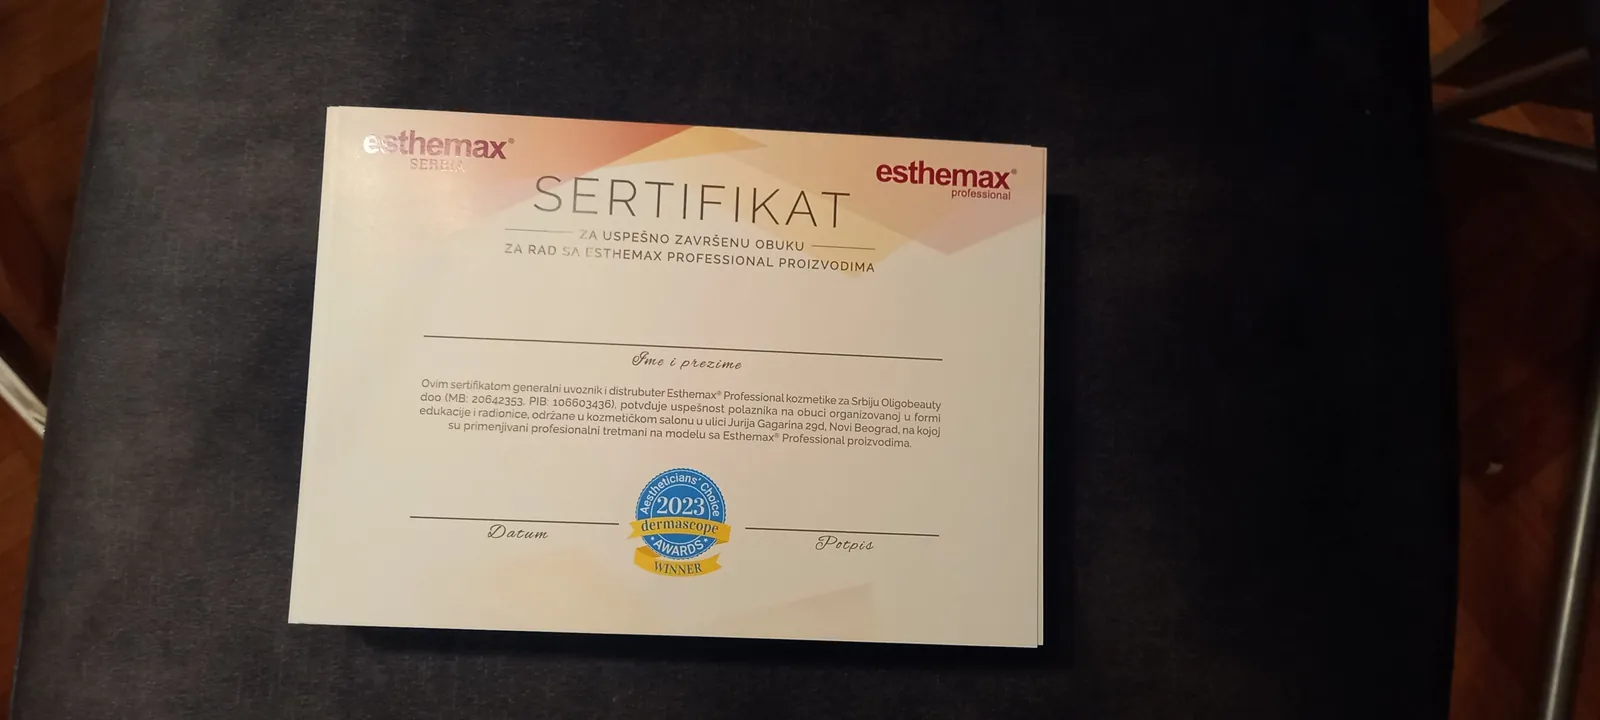 esthemax®
SERBIA
esthemax®
professional
SERTIFIKAT
ZA USPEŠNO ZAVRŠENU OBUKU
ZA RAD SA ESTHEMAX PROFESSIONAL PROIZVODIMA
Ime i prezime
Ovim sertifikatom generalni uvoznik i distrubuter Esthemax® Professional kozmetike za Srbiju Oligobeauty
doo (MB: 20642353, PIB: 106603436), potvđuje uspešnost polaznika na obuci organizovanoj u formi
edukacije i radionice, održane u kozmetičkom salonu u ulici Jurija Gagarina 29d, Novi Beograd, na kojoj
su primenjivani profesionalni tretmani na modelu sa Esthemax® Professional proizvodima.
Aestheticians' Choice
2023
dermascope
AWARDS
WINNER
Datum
Potpis